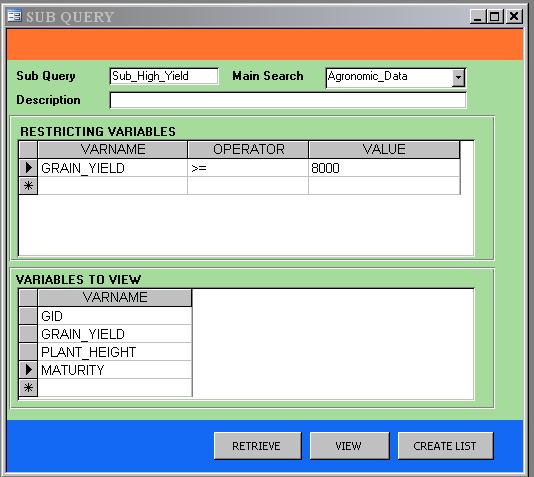 SUB QUERY
Sub Query Sub_High_Yield Main Search Agronomic_Data
Description
RESTRICTING VARIABLES
VARNAME OPERATOR VALUE
GRAIN_YIELD >= 8000
VARIABLES TO VIEW
VARNAME
GID
GRAIN_YIELD
PLANT_HEIGHT
MATURITY
RETRIEVE VIEW CREATE LIST